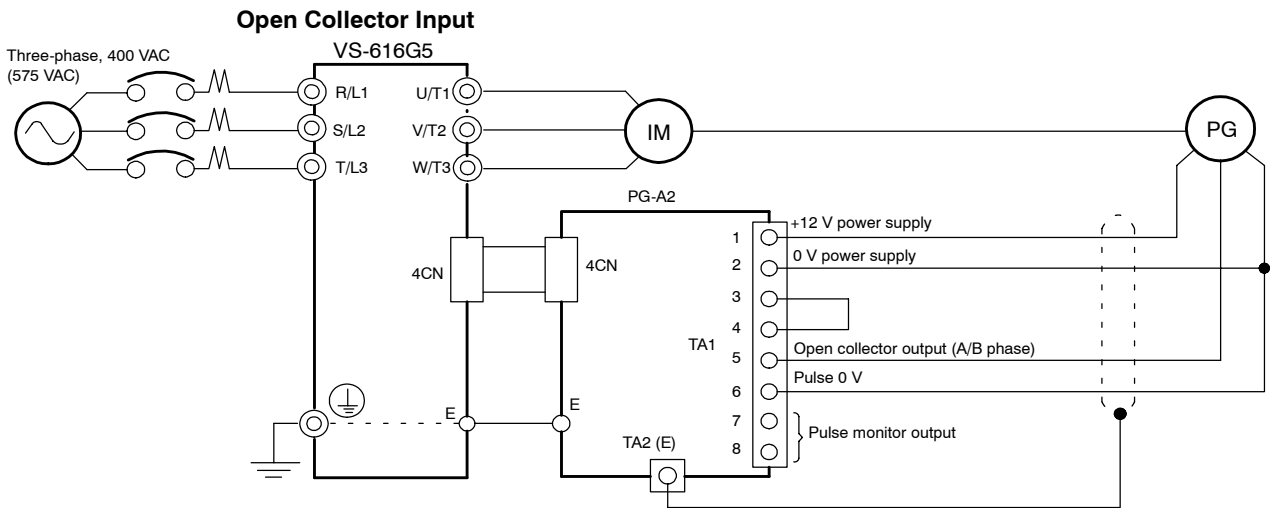 Open Collector Input
VS-616G5
Three-phase, 400 VAC
(575 VAC)
R/L1
U/T1
S/L2
V/T2
T/L3
W/T3
IM
PG
PG-A2
4CN
4CN
1
+12 V power supply
2
0 V power supply
3
4
TA1
5
Open collector output (A/B phase)
6
Pulse 0 V
7
8
Pulse monitor output
E
E
TA2 (E)